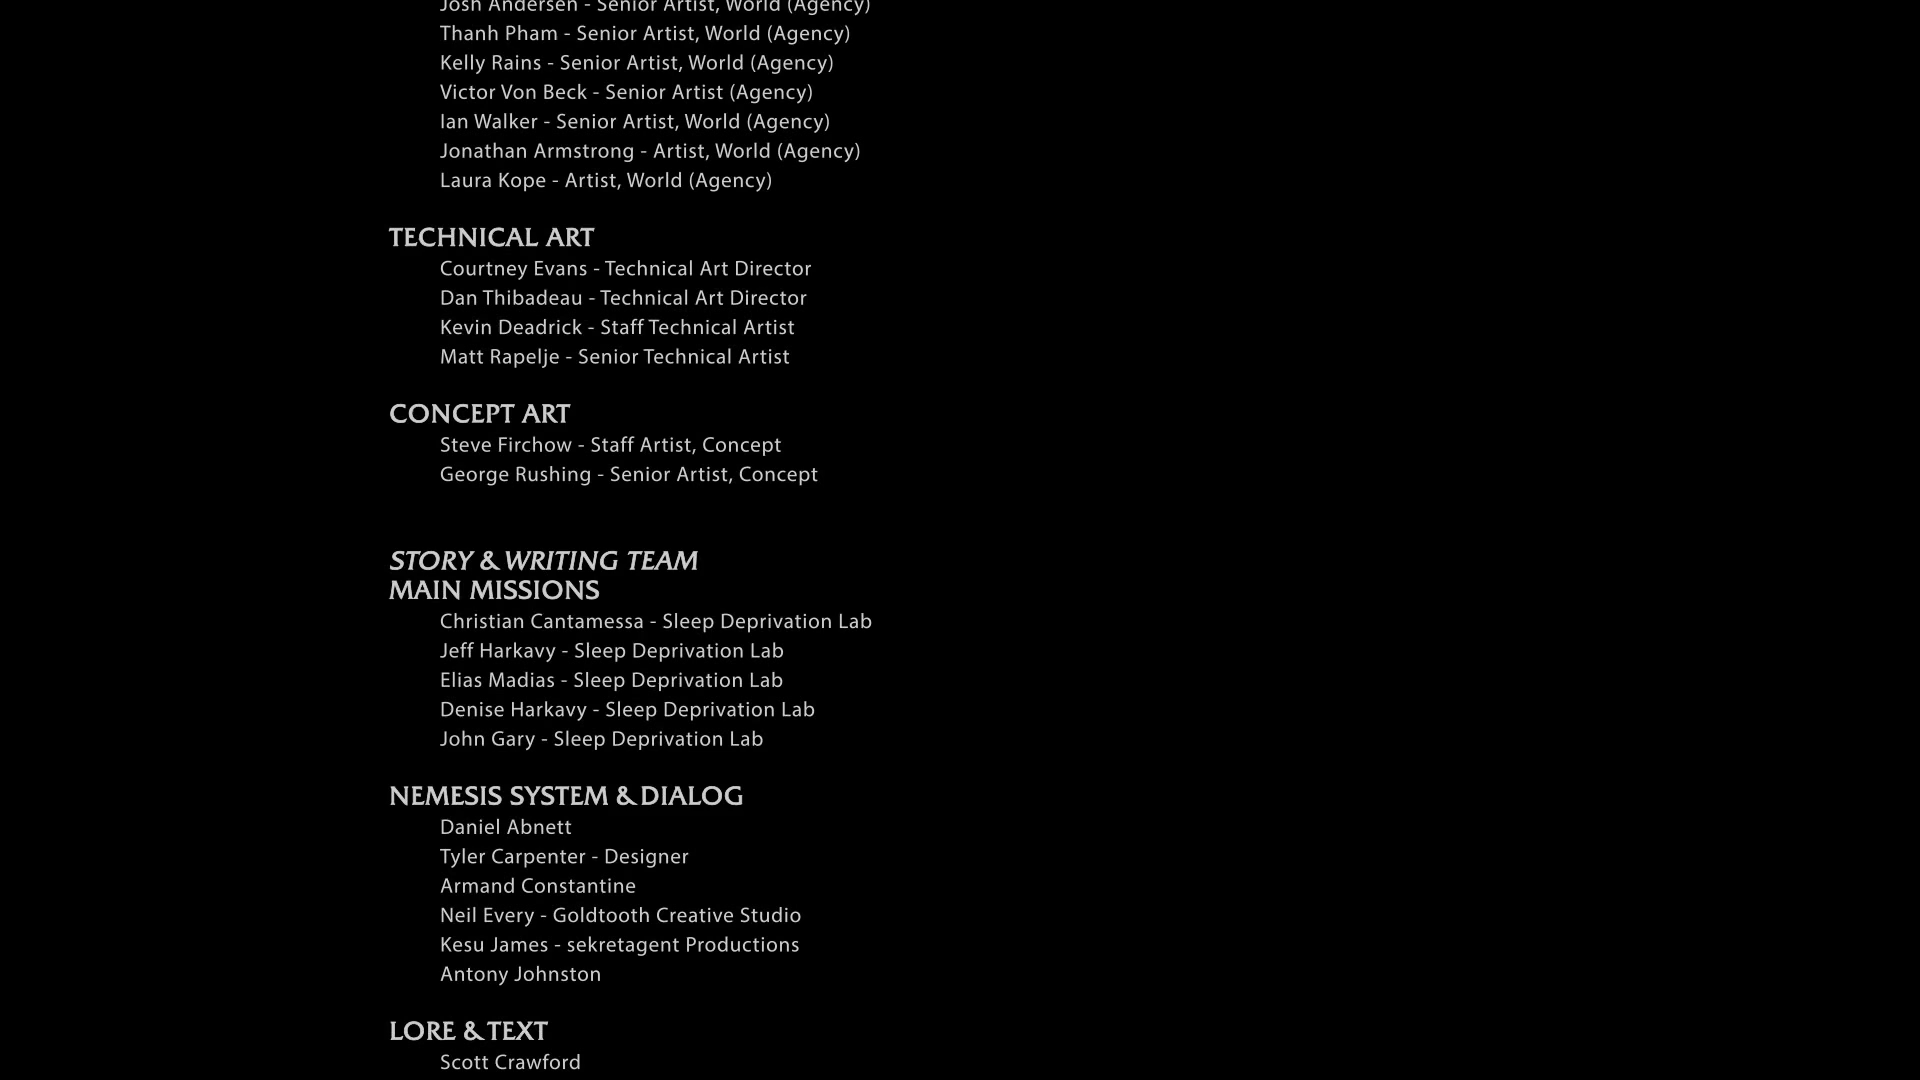 Josh Andersen - Senior Artist, World (Agency)
Thanh Pham - Senior Artist, World (Agency)
Kelly Rains - Senior Artist, World (Agency)
Victor Von Beck - Senior Artist (Agency)
Ian Walker - Senior Artist, World (Agency)
Jonathan Armstrong - Artist, World (Agency)
Laura Kope - Artist, World (Agency)
TECHNICAL ART
Courtney Evans - Technical Art Director
Dan Thibadeau - Technical Art Director
Kevin Deadrick - Staff Technical Artist
Matt Rapelje - Senior Technical Artist
CONCEPT ART
Steve Firchow - Staff Artist, Concept
George Rushing - Senior Artist, Concept
STORY & WRITING TEAM
MAIN MISSIONS
Christian Cantamessa - Sleep Deprivation Lab
Jeff Harkavy - Sleep Deprivation Lab
Elias Madias - Sleep Deprivation Lab
Denise Harkavy - Sleep Deprivation Lab
John Gary - Sleep Deprivation Lab
NEMESIS SYSTEM & DIALOG
Daniel Abnett
Tyler Carpenter - Designer
Armand Constantine
Neil Every - Goldtooth Creative Studio
Kesu James - sekretagent Productions
Antony Johnston
LORE & TEXT
Scott Crawford